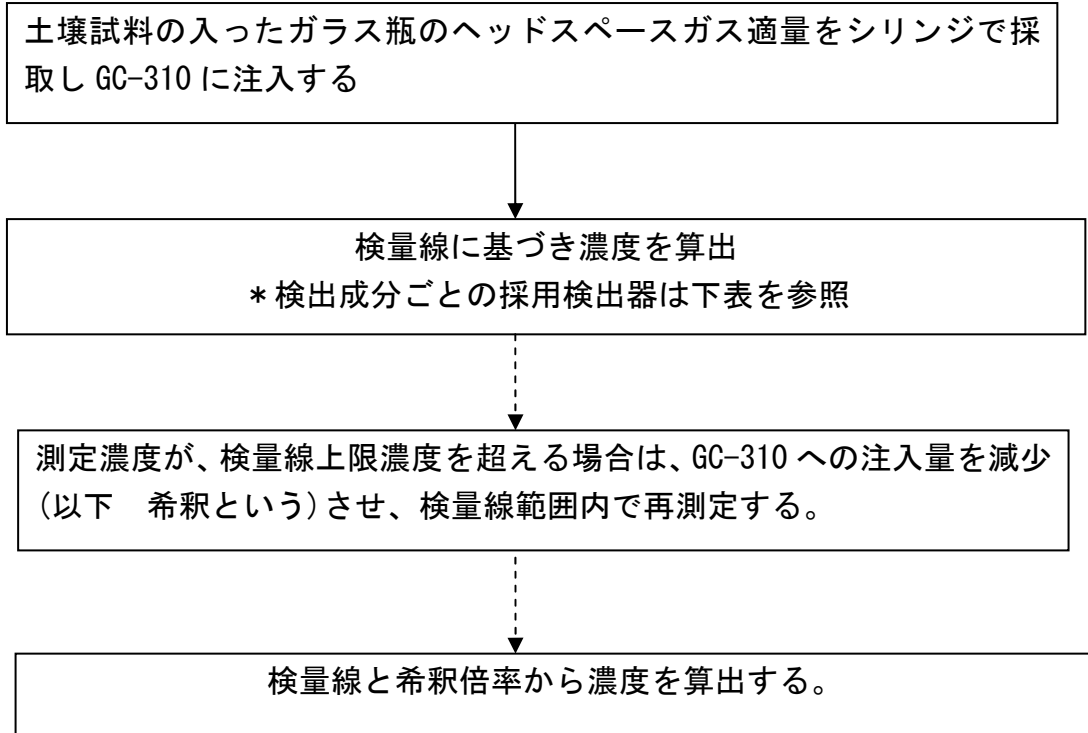 土壌試料の入ったガラス瓶のヘッドスペースガス適量をシリンジで採
取し GC-310 に注入する
検量線に基づき濃度を算出
＊検出成分ごとの採用検出器は下表を参照
測定濃度が、検量線上限濃度を超える場合は、GC-310 への注入量を減少
(以下　希釈という)させ、検量線範囲内で再測定する。
検量線と希釈倍率から濃度を算出する。